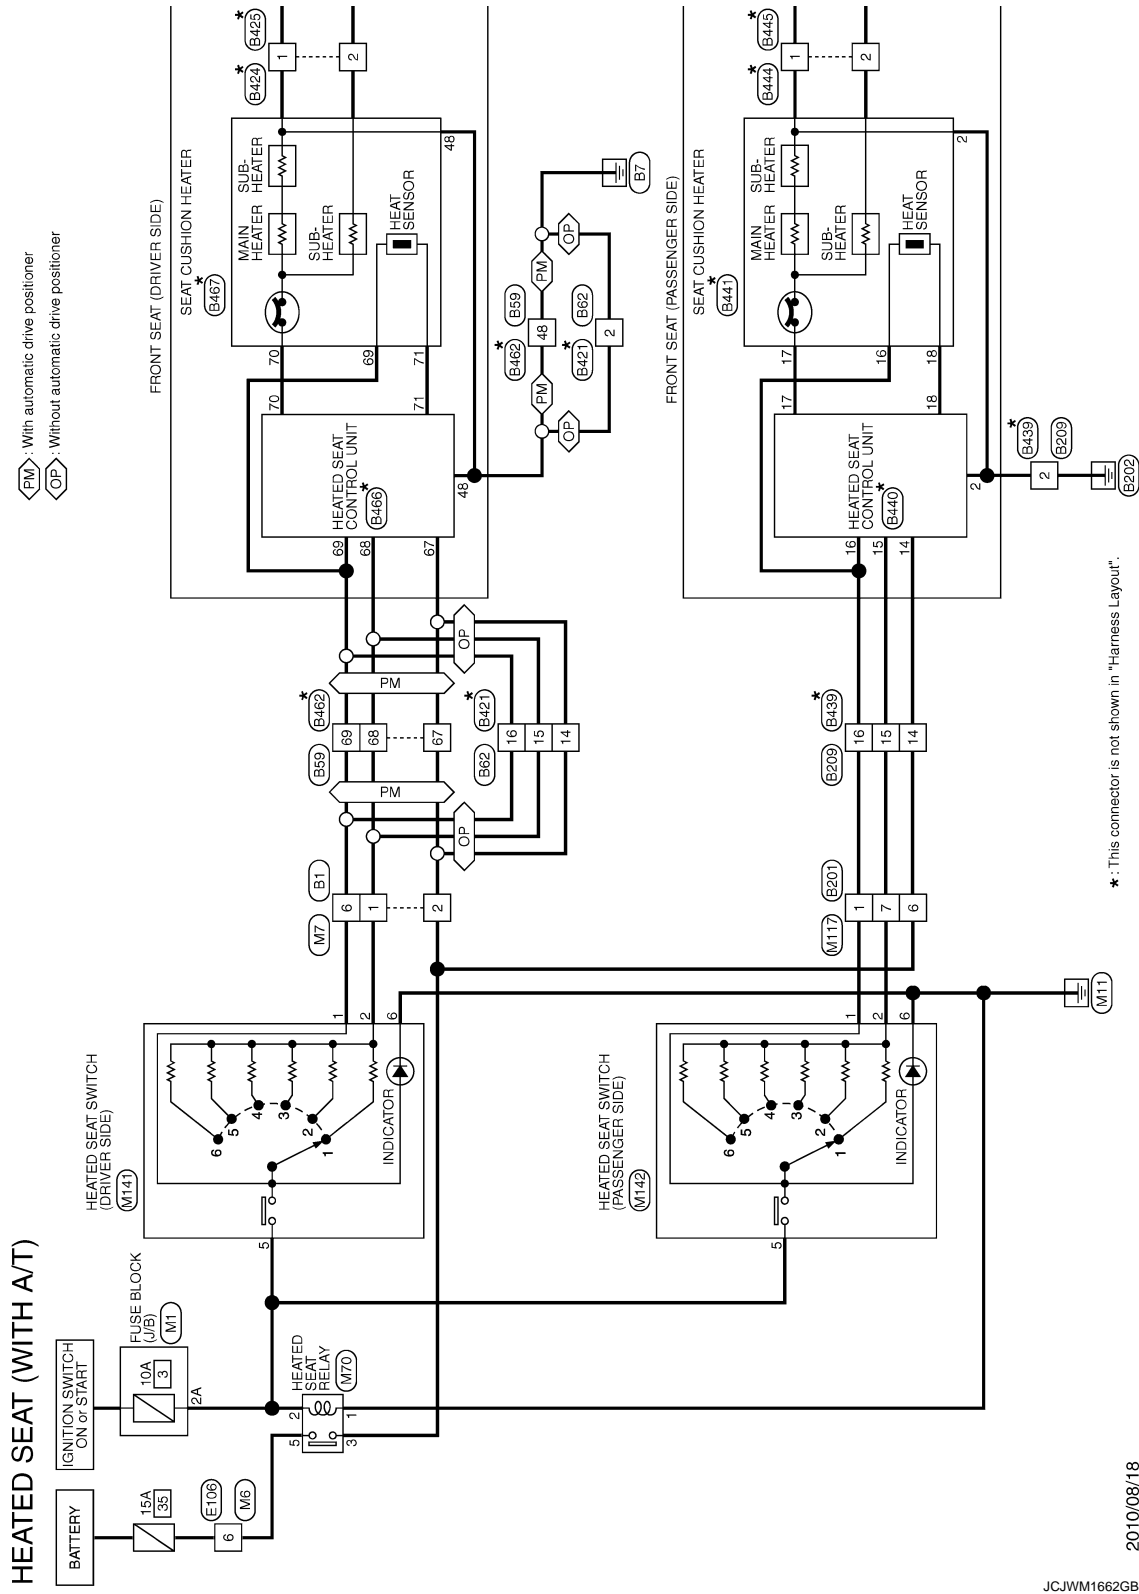 HEATED SEAT (WITH A/T)
BATTERY
15A
35
6
E106
M6
IGNITION SWITCH
ON or START
10A
3
2A
FUSE BLOCK
(J/B)
M1
HEATED
SEAT
RELAY
M70
5
2
3
1
HEATED SEAT SWITCH
(DRIVER SIDE)
M141
5
6
5
4
3
2
1
INDICATOR
1
2
6
HEATED SEAT SWITCH
(PASSENGER SIDE)
M142
5
6
5
4
3
2
1
INDICATOR
1
2
6
M11
M7
B1
6
1
2
M117
B201
1
7
6
OP
PM
B59
B462
*
69
68
67
B62
B421
*
16
15
14
PM
OP
B209
B439
*
16
15
14
PM : With automatic drive positioner
OP : Without automatic drive positioner
FRONT SEAT (DRIVER SIDE)
69
68
67
HEATED SEAT
CONTROL UNIT
B466
*
48
70
71
70
69
71
SEAT CUSHION HEATER
B467
*
MAIN
HEATER
SUB-
HEATER
SUB-
HEATER
HEAT
SENSOR
48
B424
*
B425
*
1
2
OP
PM
B462
*
B59
48
B421
*
B62
2
PM
OP
B7
FRONT SEAT (PASSENGER SIDE)
16
15
14
HEATED SEAT
CONTROL UNIT
B440
*
2
17
18
17
16
18
SEAT CUSHION HEATER
B441
*
MAIN
HEATER
SUB-
HEATER
SUB-
HEATER
HEAT
SENSOR
2
B444
*
B445
*
1
2
2
B439
*
B209
B202
* : This connector is not shown in "Harness Layout".
2010/08/18
JCJWM1662GB